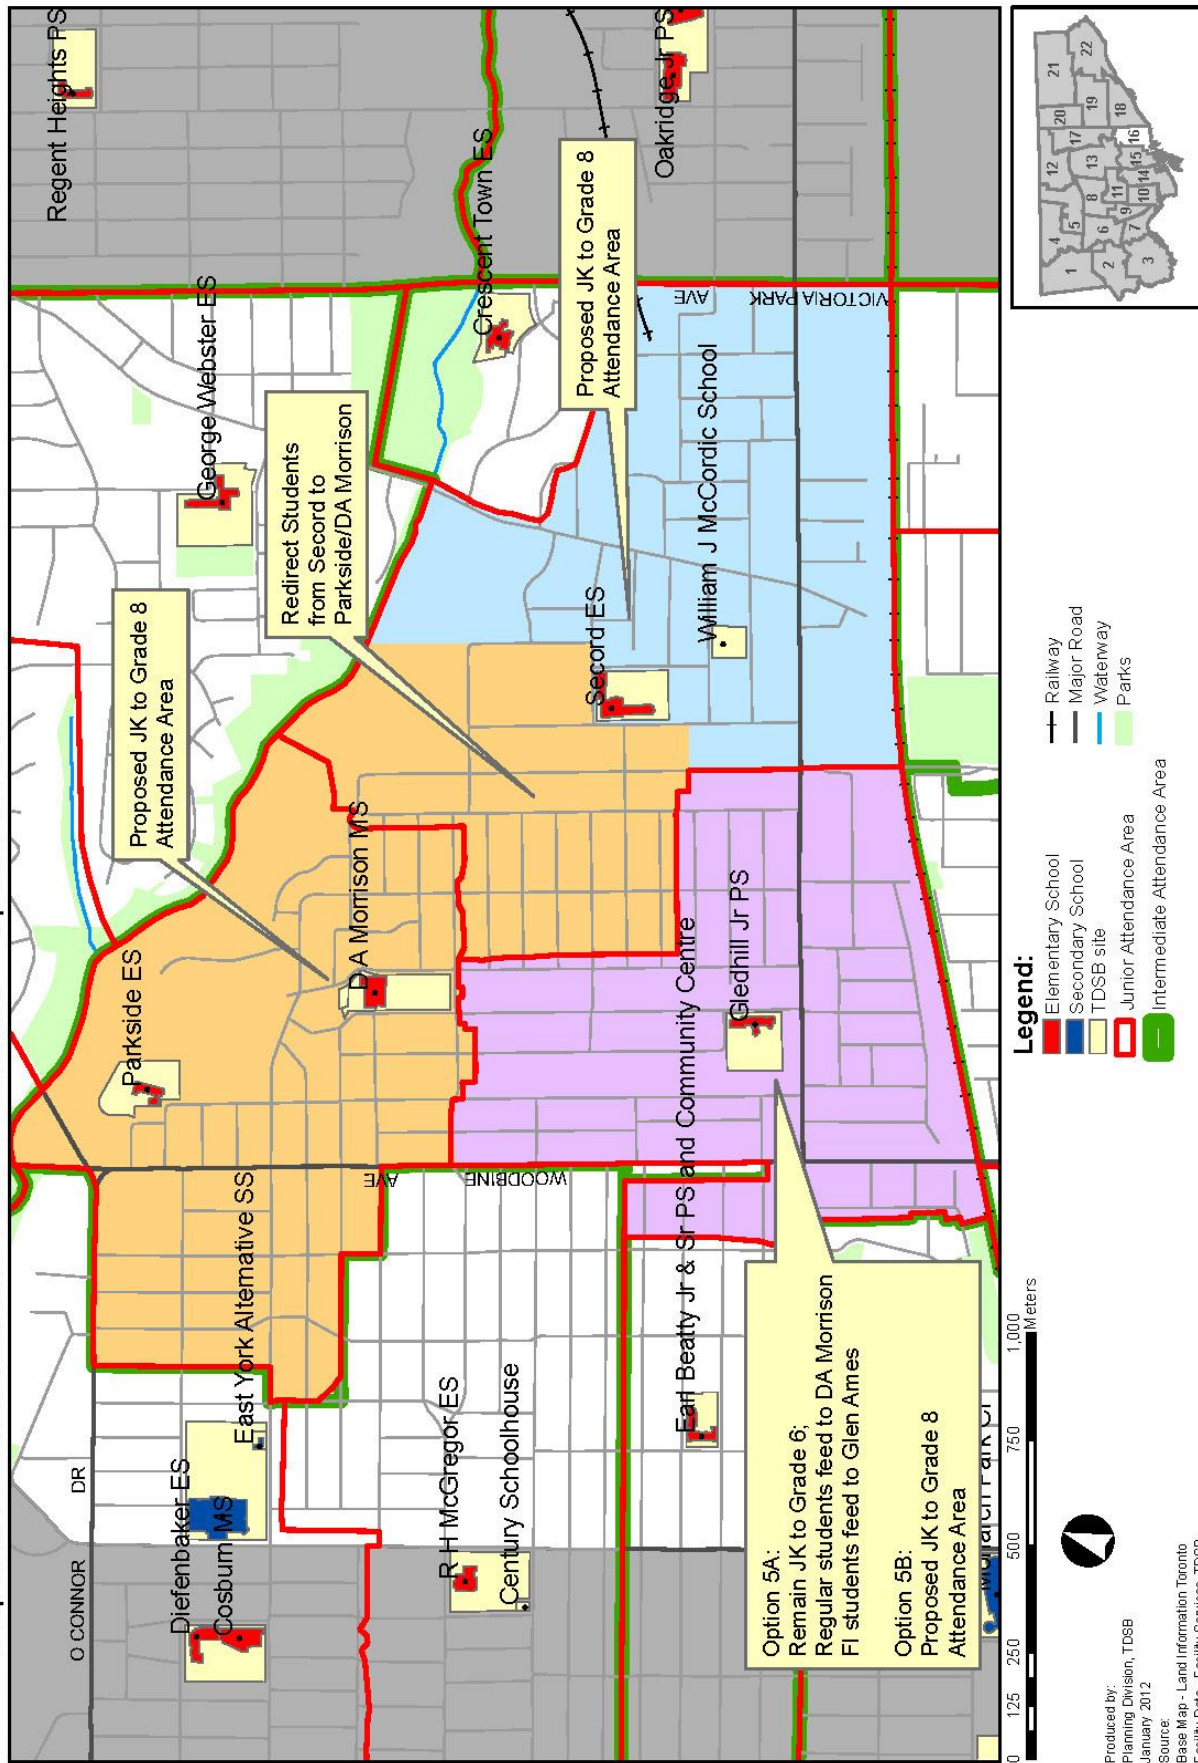 Regent Heights PS
George Webster ES
Crescent Town ES
Oakridge Jr PS
Proposed JK to Grade 8
Attendance Area
Redirect Students
from Secord to
Parkside/DA Morrison
Proposed JK to Grade 8
Attendance Area
Parkside ES
D A Morrison MS
Secord ES
William J McCordic School
VICTORIA PARK
AVE
East York Alternative SS
WOODBINE
AVE
Gledhill Jr PS
Earl Beatty Jr & Sr PS and Community Centre
O CONNOR
DR
Diefenbaker ES
Cosburn MS
R H McGregor ES
Century Schoolhouse
Monarch Park CI
Option 5A:
Remain JK to Grade 6;
Regular students feed to DA Morrison
FI students feed to Glen Ames
Option 5B:
Proposed JK to Grade 8
Attendance Area
Legend:
Elementary School
Secondary School
TDSB site
Junior Attendance Area
Intermediate Attendance Area
Railway
Major Road
Waterway
Parks
0 125 250 500 750 1,000
Meters
Produced by:
Planning Division, TDSB
January 2012
Source:
Base Map - Land Information Toronto
Facility Data - Facility Services, TDSB
1
2
3
4
5
6
7
8
9
10
11
12
13
14
15
16
17
18
19
20
21
22